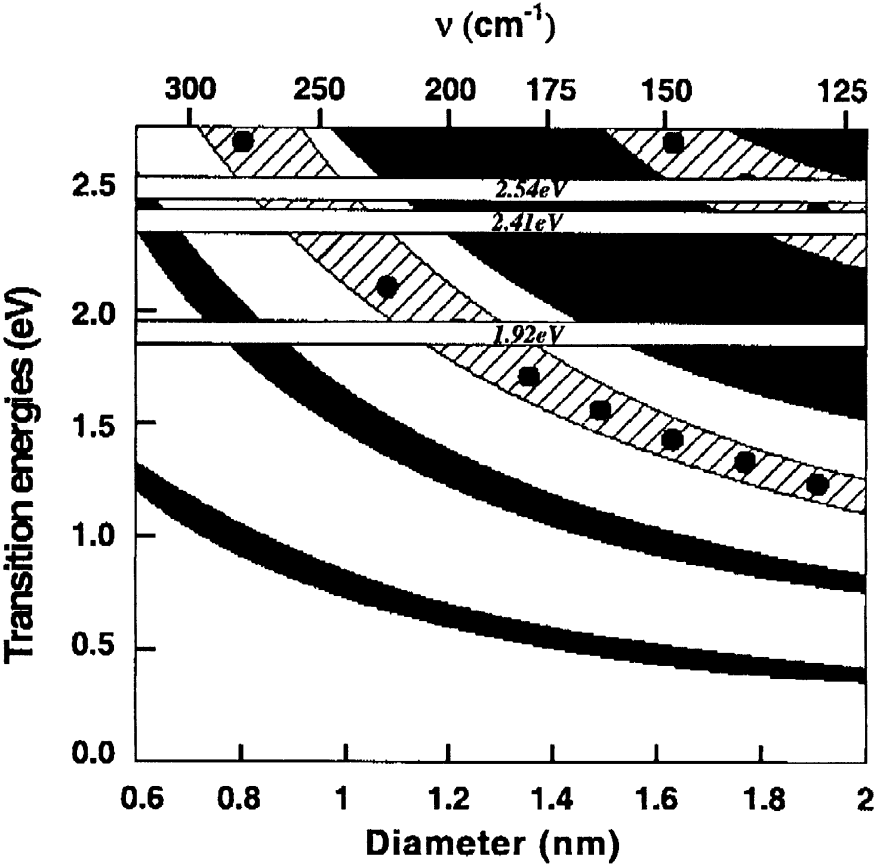 ν (cm⁻¹)
300 250 200 175 150 125
2.54eV
2.41eV
1.92eV
Transition energies (eV)
2.5
2.0
1.5
1.0
0.5
0.0
0.6 0.8 1 1.2 1.4 1.6 1.8 2
Diameter (nm)